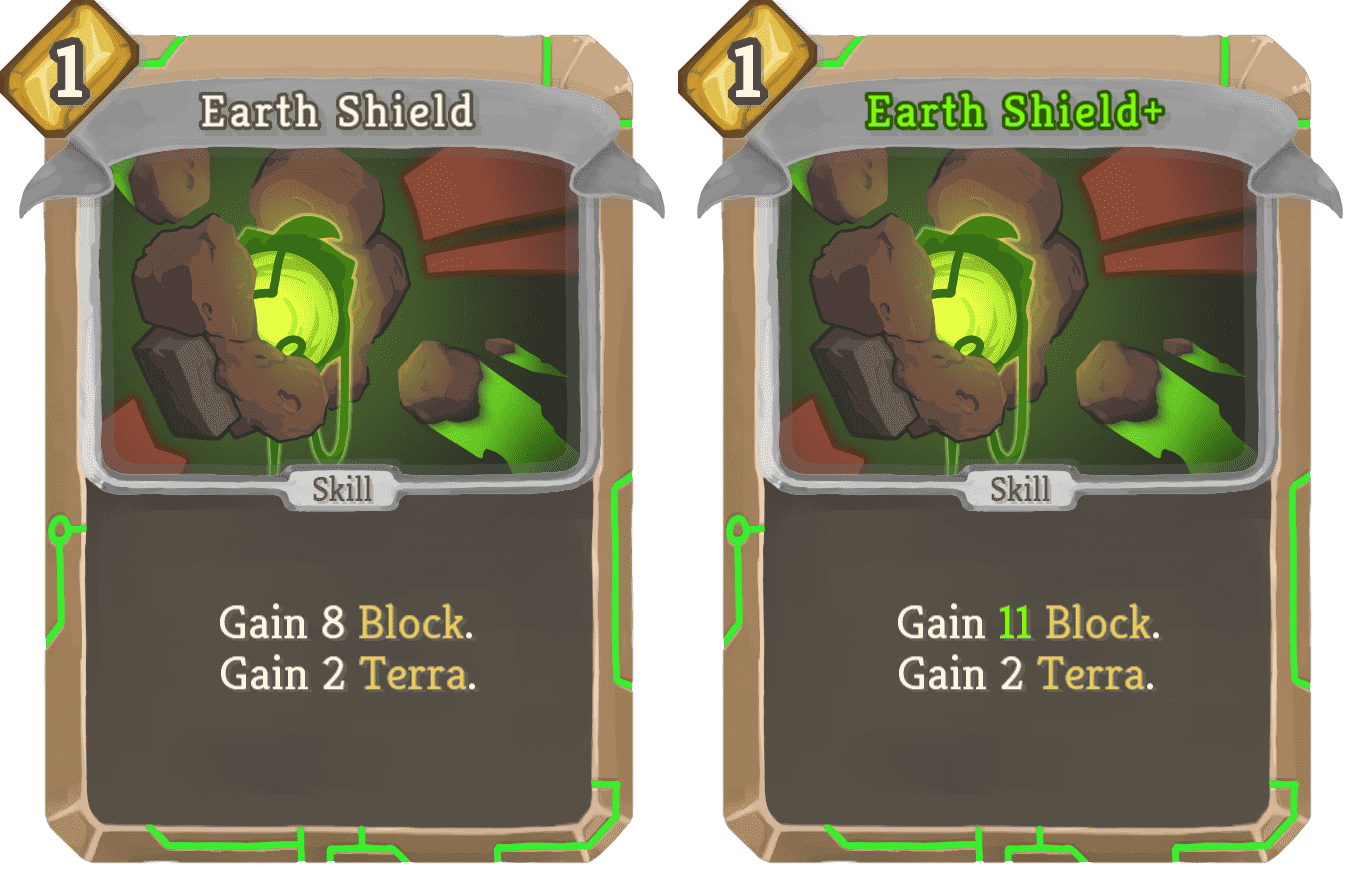 1
Earth Shield
Skill
Gain 8 Block.
Gain 2 Terra.
1
Earth Shield+
Skill
Gain 11 Block.
Gain 2 Terra.